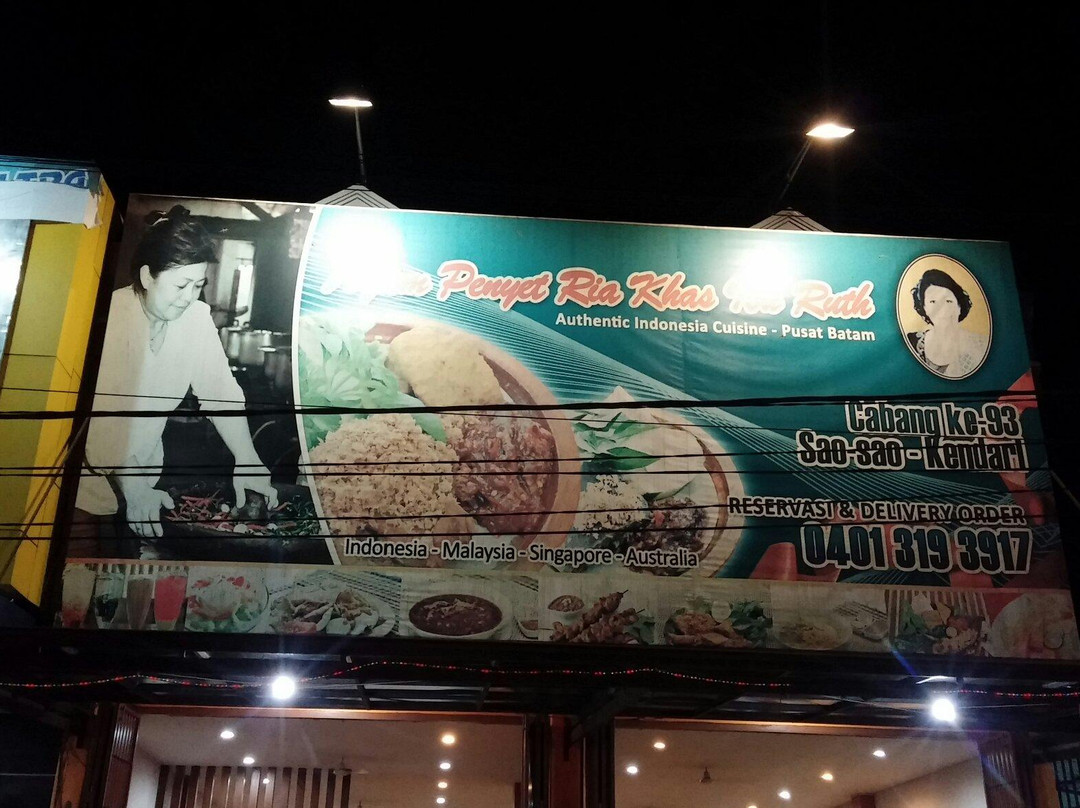 Penyet Ria Khas Ruth
Authentic Indonesia Cuisine - Pusat Batam
Cabang ke-93
Sao-sao - Kendari
RESERVASI & DELIVERY ORDER
0401 319 3917
Indonesia - Malaysia - Singapore - Australia